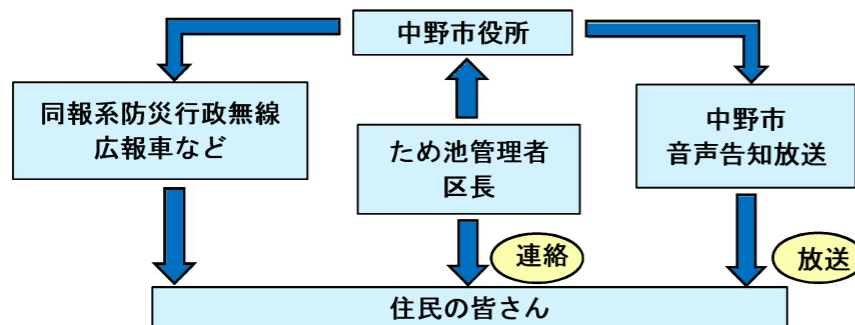 中野市役所
同報系防災行政無線
広報車など
ため池管理者
区長
中野市
音声告知放送
連絡
放送
住民の皆さん